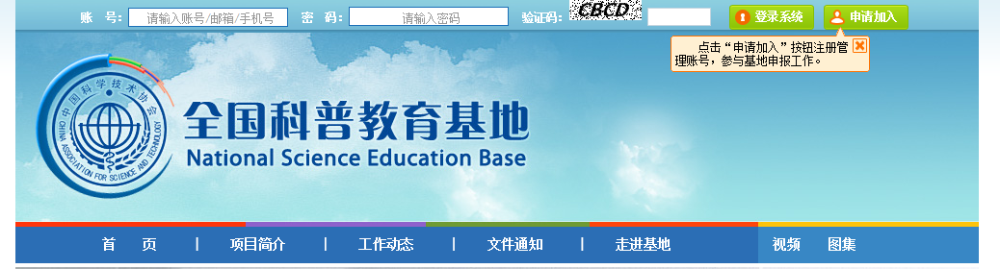 账 号: 请输入账号/邮箱/手机号 密 码: 请输入密码 验证码: CBCD 登录系统 申请加入
点击“申请加入”按钮注册管
理账号，参与基地申报工作。
中国科学技术协会
CHINA ASSOCIATION FOR SCIENCE AND TECHNOLOGY
全国科普教育基地
National Science Education Base
首 页 | 项目简介 | 工作动态 | 文件通知 | 走进基地 视频 图集